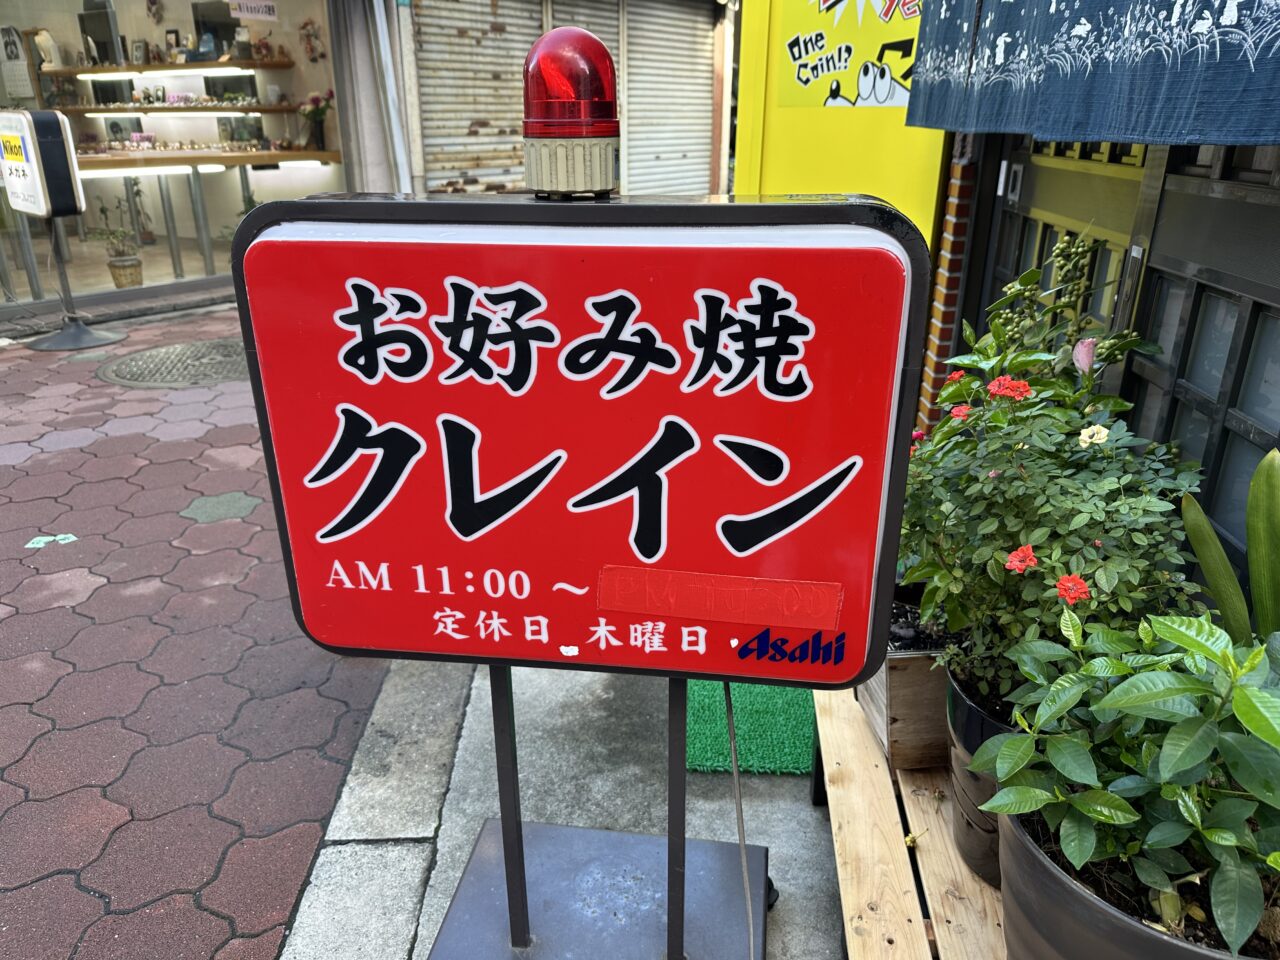 お好み焼
クレイン
AM 11:00 〜
定休日 木曜日
Asahi
Nikon
メガネ
One
Coin!?